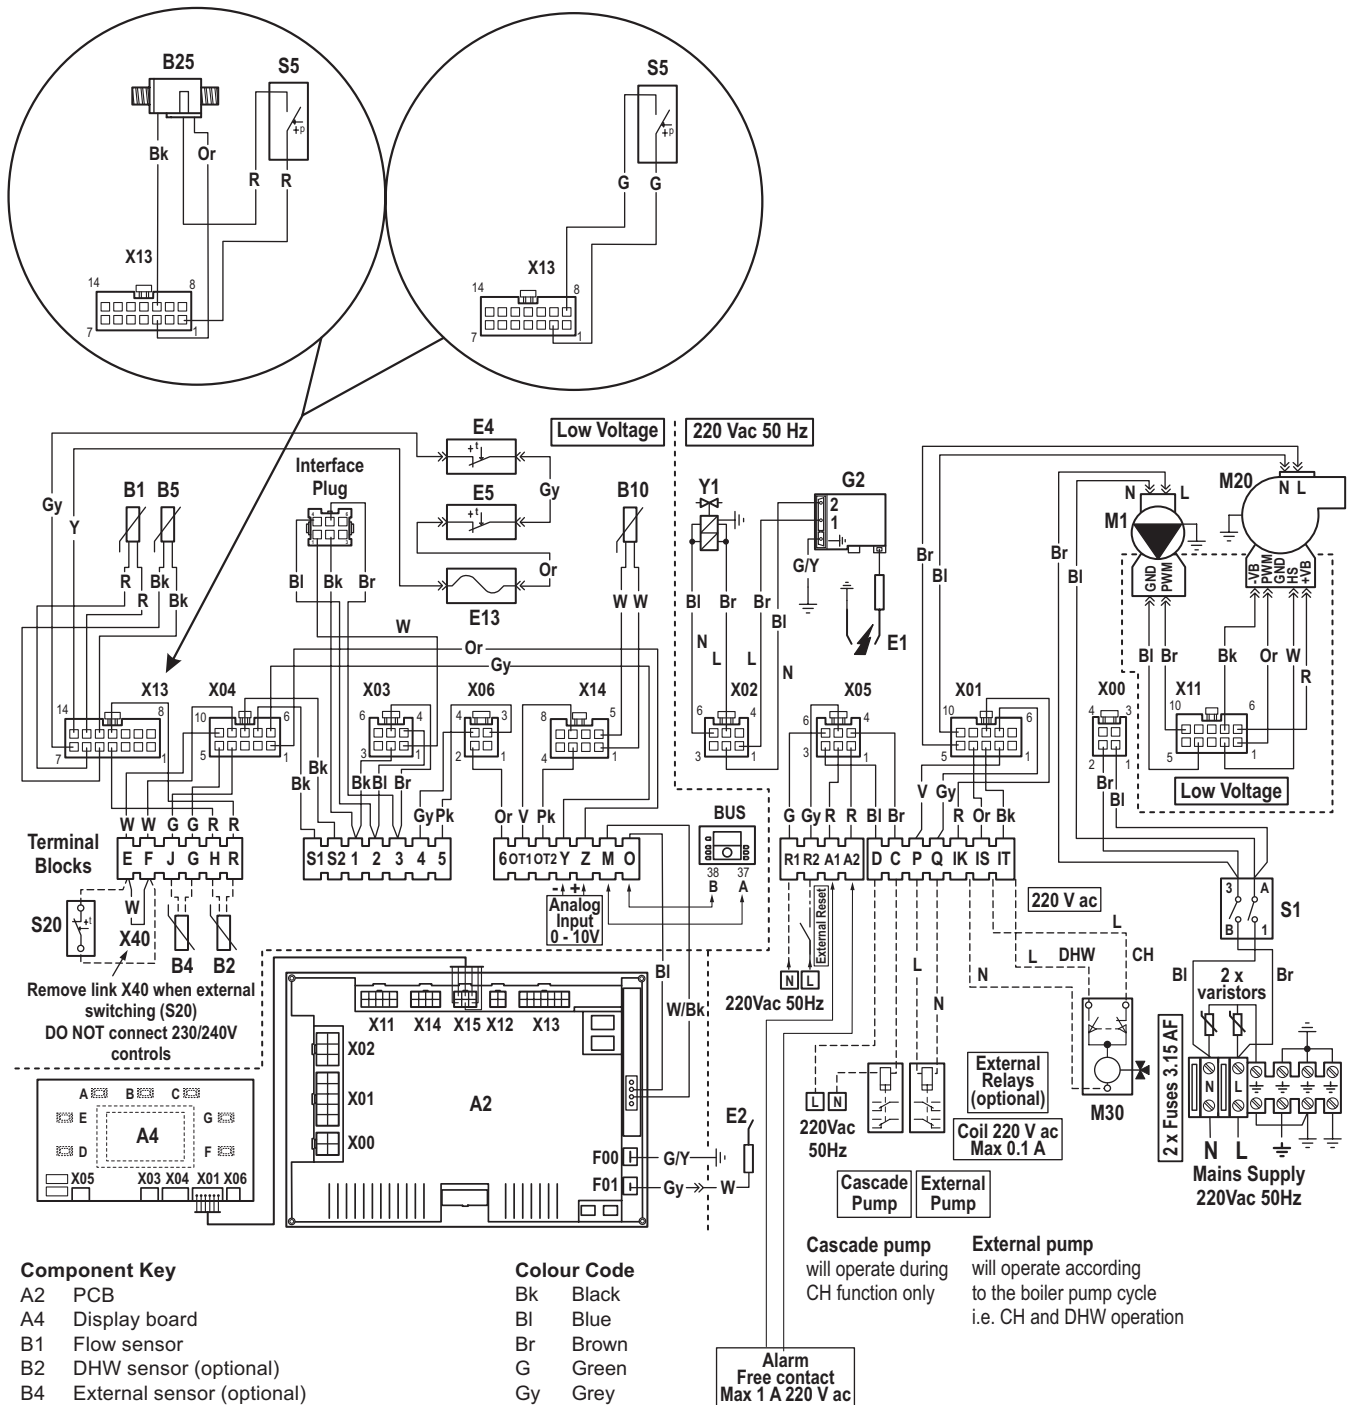 B25
S5
Bk
Or
R
R
X13
14
8
7
1
+p
S5
G
G
X13
14
8
7
1
+p
E4
+t
Low Voltage
220 Vac 50 Hz
Interface
Plug
Gy
Y
B1
B5
E5
+t
Gy
B10
Y1
G2
2
1
N
L
M20
N
L
M1
R
R
Bk
Bk
Bl
Bk
Br
Or
E13
W
W
G/Y
Br
Bl
Br
Bl
GND
PWM
-VB
PWM
GND
HS
+VB
W
Or
Gy
Bl
Br
Br
Bl
N
L
L
N
E1
Bl
Br
Bk
Or
W
R
X13
X04
X03
X06
X14
X02
X05
X01
X00
X11
14
8
7
1
10
6
5
1
6
4
3
1
4
3
2
1
8
5
4
1
6
4
3
1
6
4
3
1
10
6
5
1
4
3
2
1
10
6
5
1
Low Voltage
Bk
Bk
Bk
Bl
Br
Gy
Pk
Or
V
Pk
V
Gy
R
Or
Bk
Br
Bl
W
W
G
G
R
R
G
Gy
R
R
Bl
Br
Terminal
Blocks
E
F
J
G
H
R
S1
S2
1
2
3
4
5
6
OT1
OT2
Y
Z
M
O
BUS
38
37
B
A
R1
R2
A1
A2
D
C
P
Q
IK
IS
IT
- +
Analog
Input
0 - 10V
External Reset
220 V ac
3
A
B
1
S1
S20
+t
W
X40
B4
B2
N L
220Vac 50Hz
L
N
N
L
DHW
L
CH
Remove link X40 when external
switching (S20)
DO NOT connect 230/240V
controls
Bl
W/Bk
Bl
2 x
varistors
Br
X11
X14
X15
X12
X13
X02
X01
X00
A2
F00
F01
G/Y
Gy
W
E2
A
B
C
E
G
D
F
A4
X05
X03
X04
X01
X06
L N
220Vac
50Hz
External
Relays
(optional)
Coil 220 V ac
Max 0.1 A
M30
2 x Fuses 3.15 AF
N
L
N L
Mains Supply
220Vac 50Hz
Cascade
Pump
External
Pump
Cascade pump
will operate during
CH function only
External pump
will operate according
to the boiler pump cycle
i.e. CH and DHW operation
Component Key
A2 PCB
A4 Display board
B1 Flow sensor
B2 DHW sensor (optional)
B4 External sensor (optional)
Colour Code
Bk Black
Bl Blue
Br Brown
G Green
Gy Grey
Alarm
Free contact
Max 1 A 220 V ac